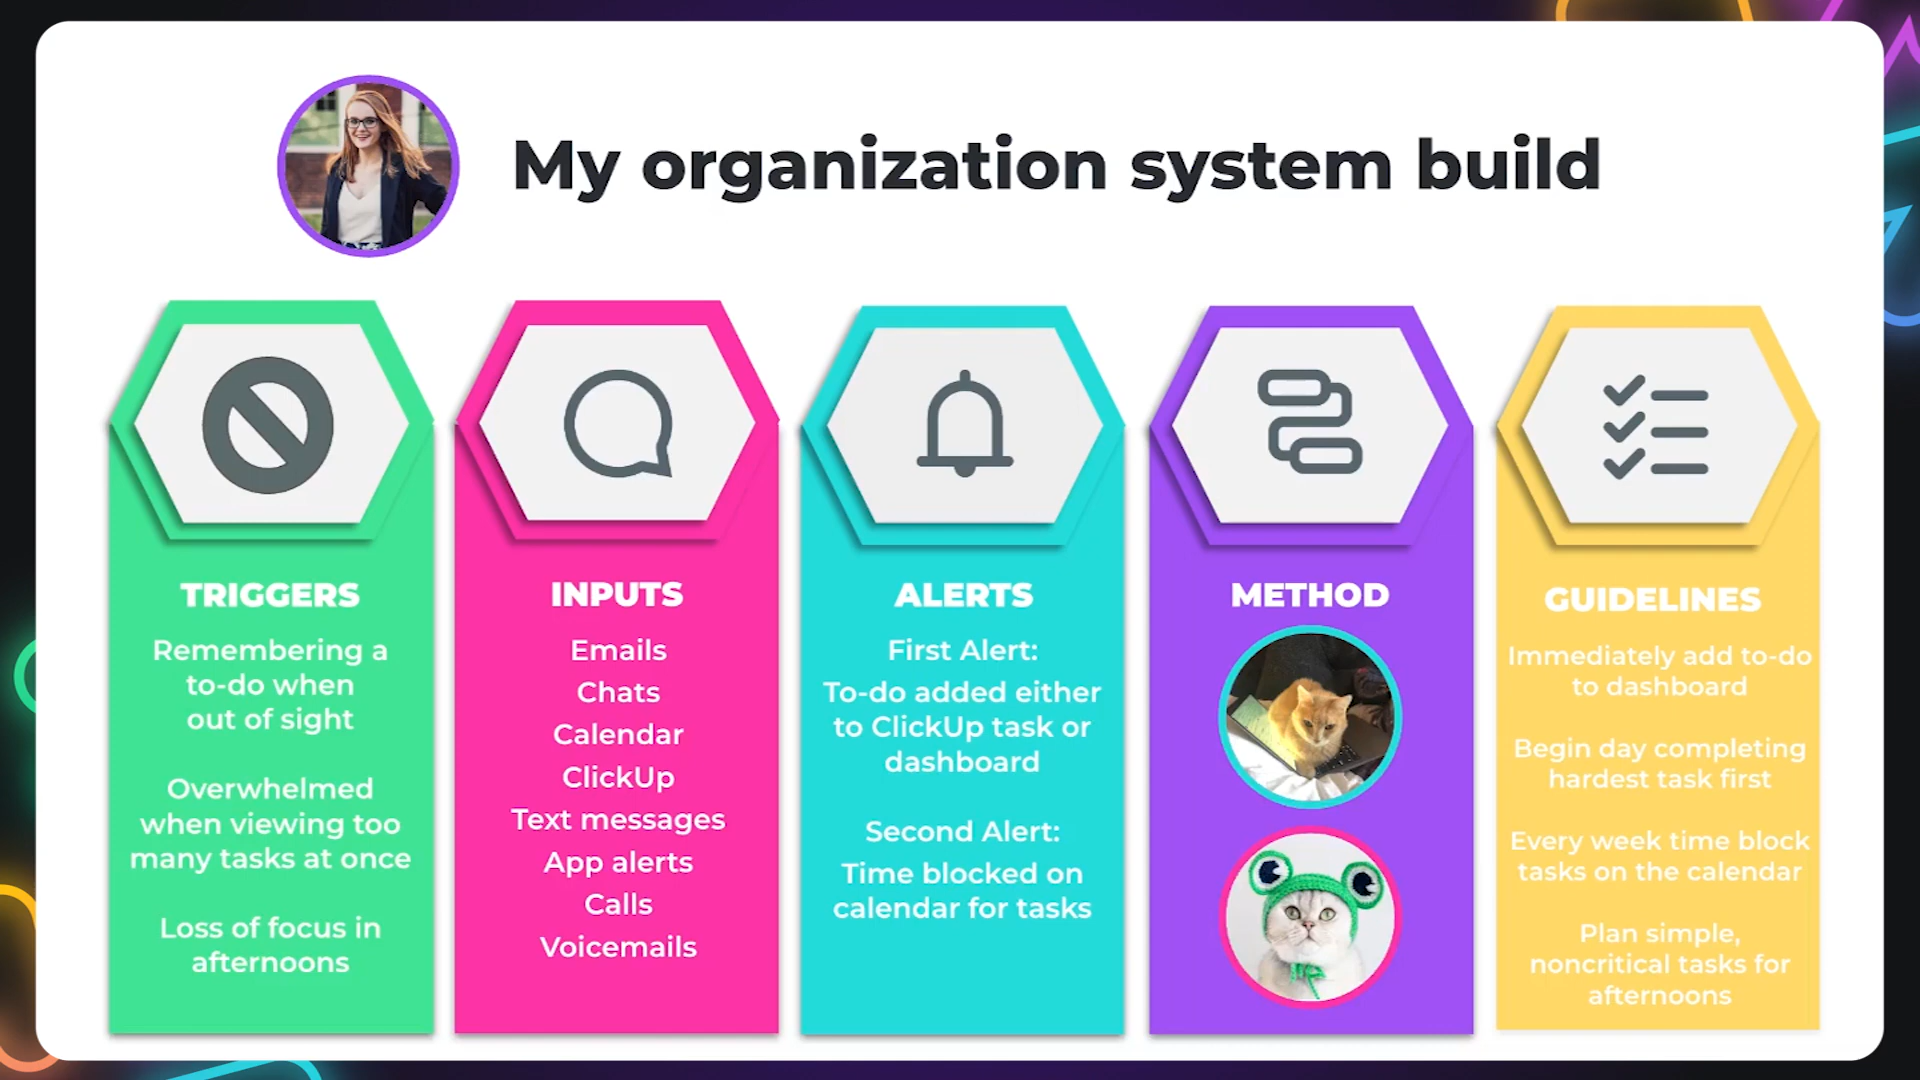 My organization system build
TRIGGERS
Remembering a
to-do when
out of sight
Overwhelmed
when viewing too
many tasks at once
Loss of focus in
afternoons
INPUTS
Emails
Chats
Calendar
ClickUp
Text messages
App alerts
Calls
Voicemails
ALERTS
First Alert:
To-do added either
to ClickUp task or
dashboard
Second Alert:
Time blocked on
calendar for tasks
METHOD
GUIDELINES
Immediately add to-do
to dashboard
Begin day completing
hardest task first
Every week time block
tasks on the calendar
Plan simple,
noncritical tasks for
afternoons